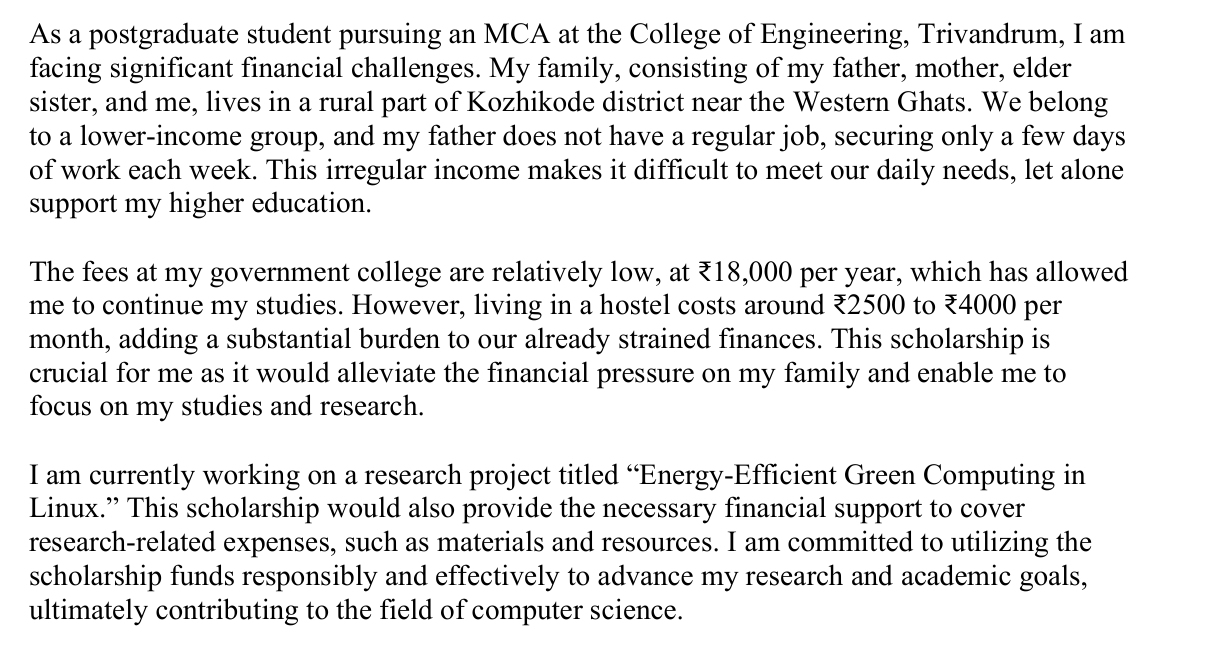 As a postgraduate student pursuing an MCA at the College of Engineering, Trivandrum, I am
facing significant financial challenges. My family, consisting of my father, mother, elder
sister, and me, lives in a rural part of Kozhikode district near the Western Ghats. We belong
to a lower-income group, and my father does not have a regular job, securing only a few days
of work each week. This irregular income makes it difficult to meet our daily needs, let alone
support my higher education.

The fees at my government college are relatively low, at ₹18,000 per year, which has allowed
me to continue my studies. However, living in a hostel costs around ₹2500 to ₹4000 per
month, adding a substantial burden to our already strained finances. This scholarship is
crucial for me as it would alleviate the financial pressure on my family and enable me to
focus on my studies and research.

I am currently working on a research project titled “Energy-Efficient Green Computing in
Linux.” This scholarship would also provide the necessary financial support to cover
research-related expenses, such as materials and resources. I am committed to utilizing the
scholarship funds responsibly and effectively to advance my research and academic goals,
ultimately contributing to the field of computer science.